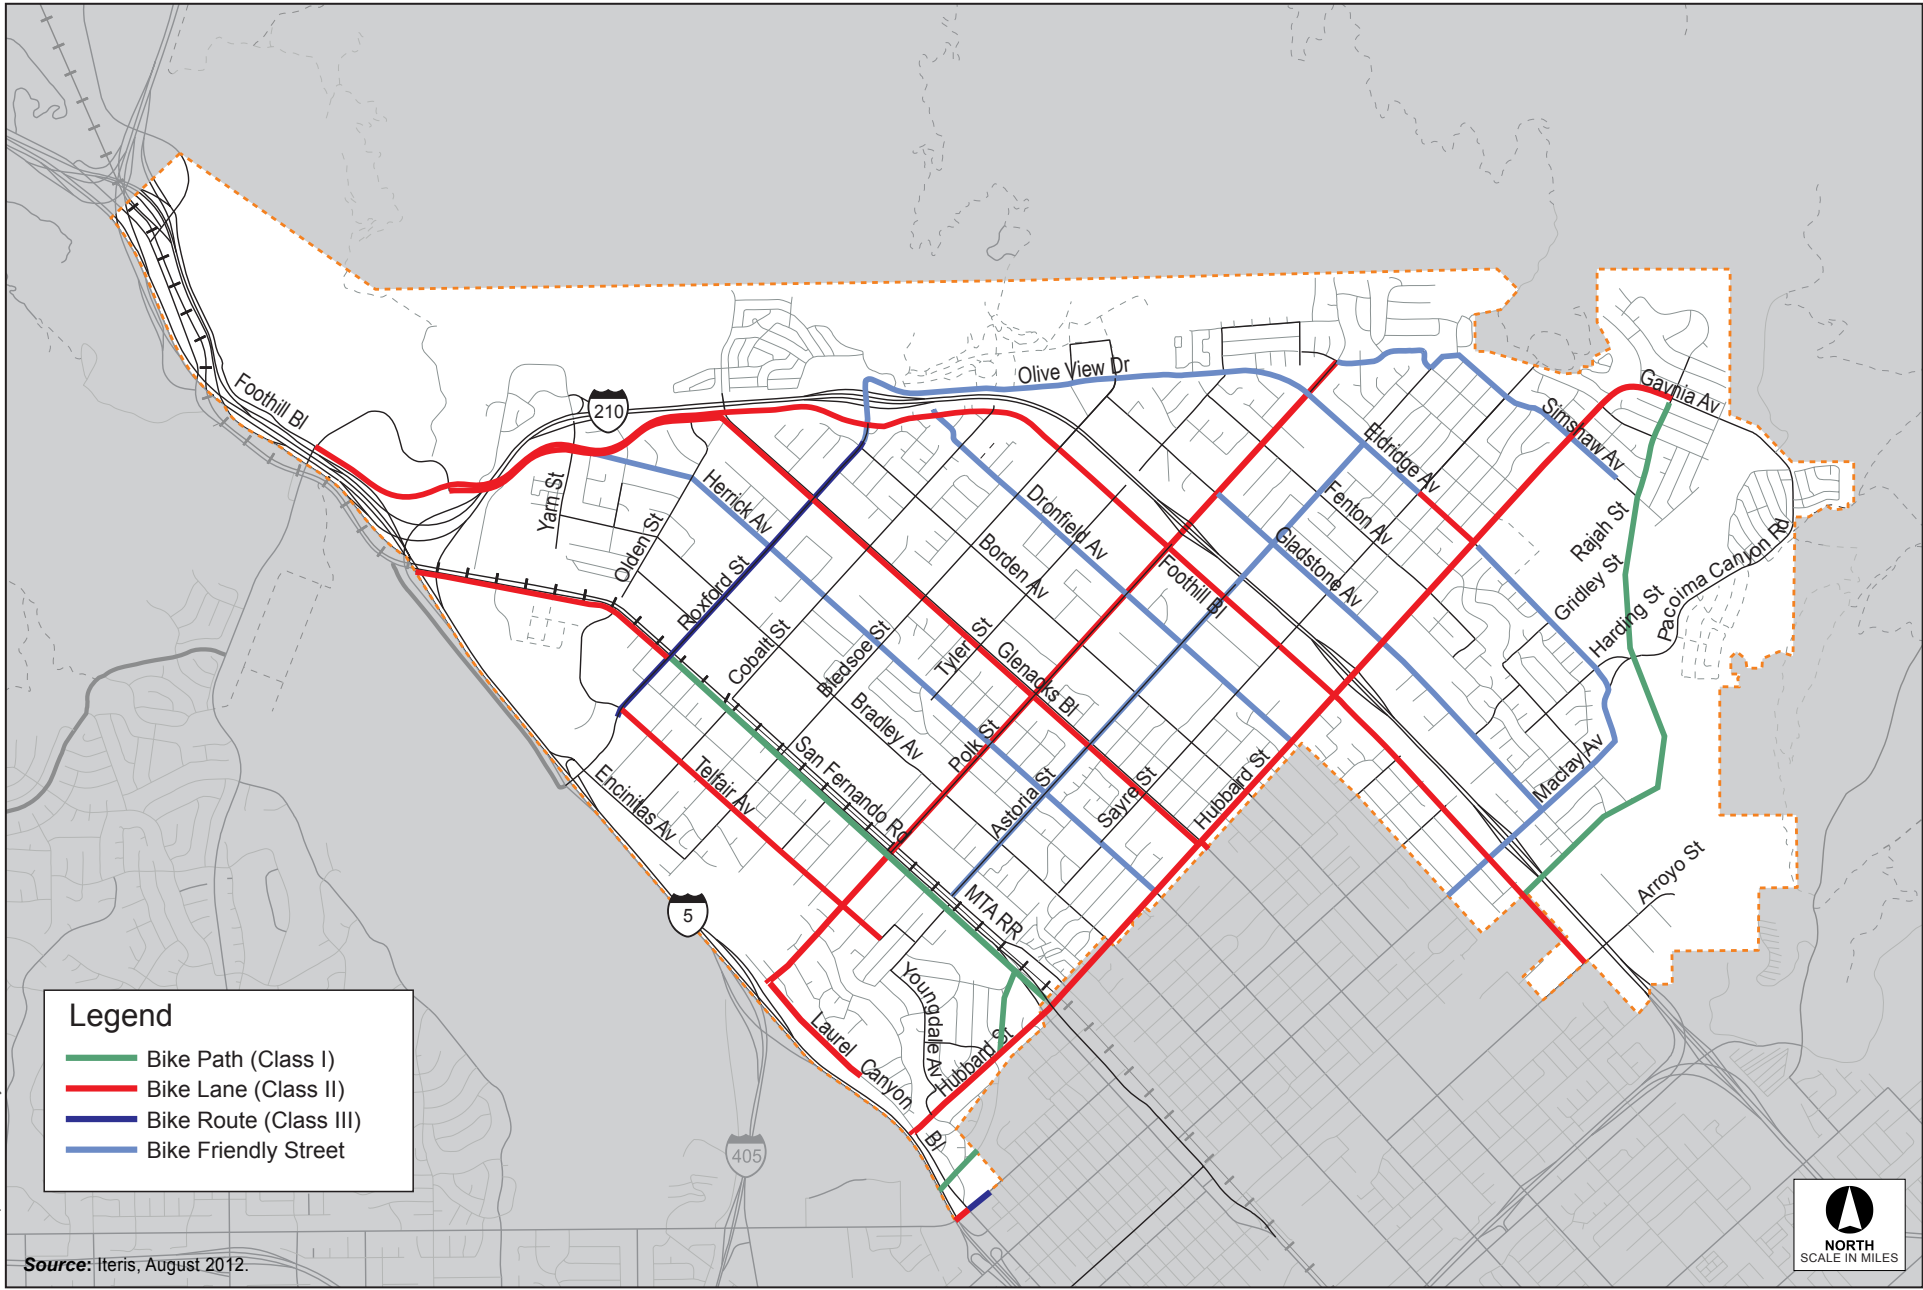 Foothill Bl
210
Olive View Dr
Gavnia Av
Simshaw Av
Eldridge Av
Yarn St
Herrick Av
Olden St
Dronfield Av
Fenton Av
Rajah St
Borden Av
Gladstone Av
Roxford St
Foothill Bl
Gridley St
Harding St
Pacoima Canyon Rd
Cobalt St
Bledsoe St
Tyler St
Glenaoks Bl
Bradley Av
Polk St
San Fernando Rd
Telfair Av
Encinitas Av
Astoria St
Sayre St
Hubbard St
Maclay Av
Arroyo St
5
MTA RR
Youngdale Av
Hubbard St
Laurel Canyon Bl
405
Legend
Bike Path (Class I)
Bike Lane (Class II)
Bike Route (Class III)
Bike Friendly Street
Source: Iteris, August 2012.
NORTH
SCALE IN MILES